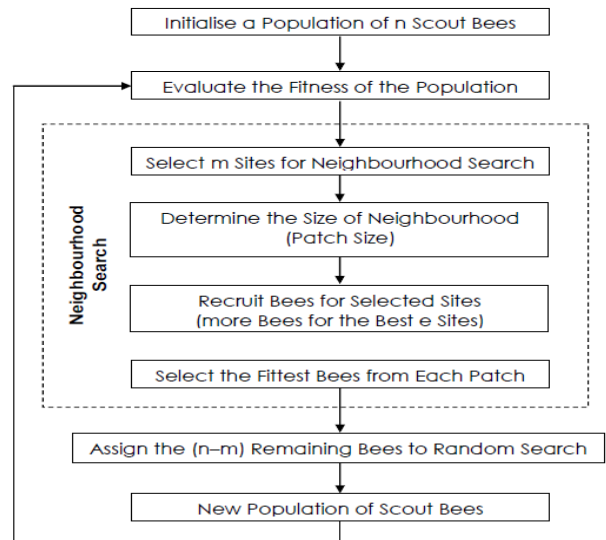 Initialise a Population of n Scout Bees
Evaluate the Fitness of the Population
Neighbourhood
Search
Select m Sites for Neighbourhood Search
Determine the Size of Neighbourhood
(Patch Size)
Recruit Bees for Selected Sites
(more Bees for the Best e Sites)
Select the Fittest Bees from Each Patch
Assign the (n–m) Remaining Bees to Random Search
New Population of Scout Bees